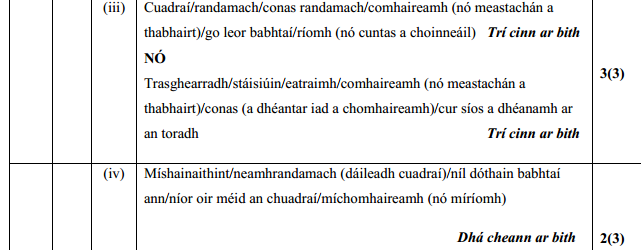 (iii) Cuadraí/randamach/conas randamach/comhaireamh (nó meastachán a
thabhairt)/go leor babhtaí/ríomh (nó cuntas a choinneáil) Trí cinn ar bith
NÓ
3(3)
Trasghearradh/stáisiúin/eatraimh/comhaireamh (nó meastachán a
thabhairt)/conas (a dhéantar iad a chomhaireamh)/cur síos a dhéanamh ar
an toradh Trí cinn ar bith
(iv) Míshainaithint/neamhrandamach (dáileadh cuadraí)/níl dóthain babhtaí
ann/níor oir méid an chuadraí/míchomhaireamh (nó míríomh)
Dhá cheann ar bith 2(3)